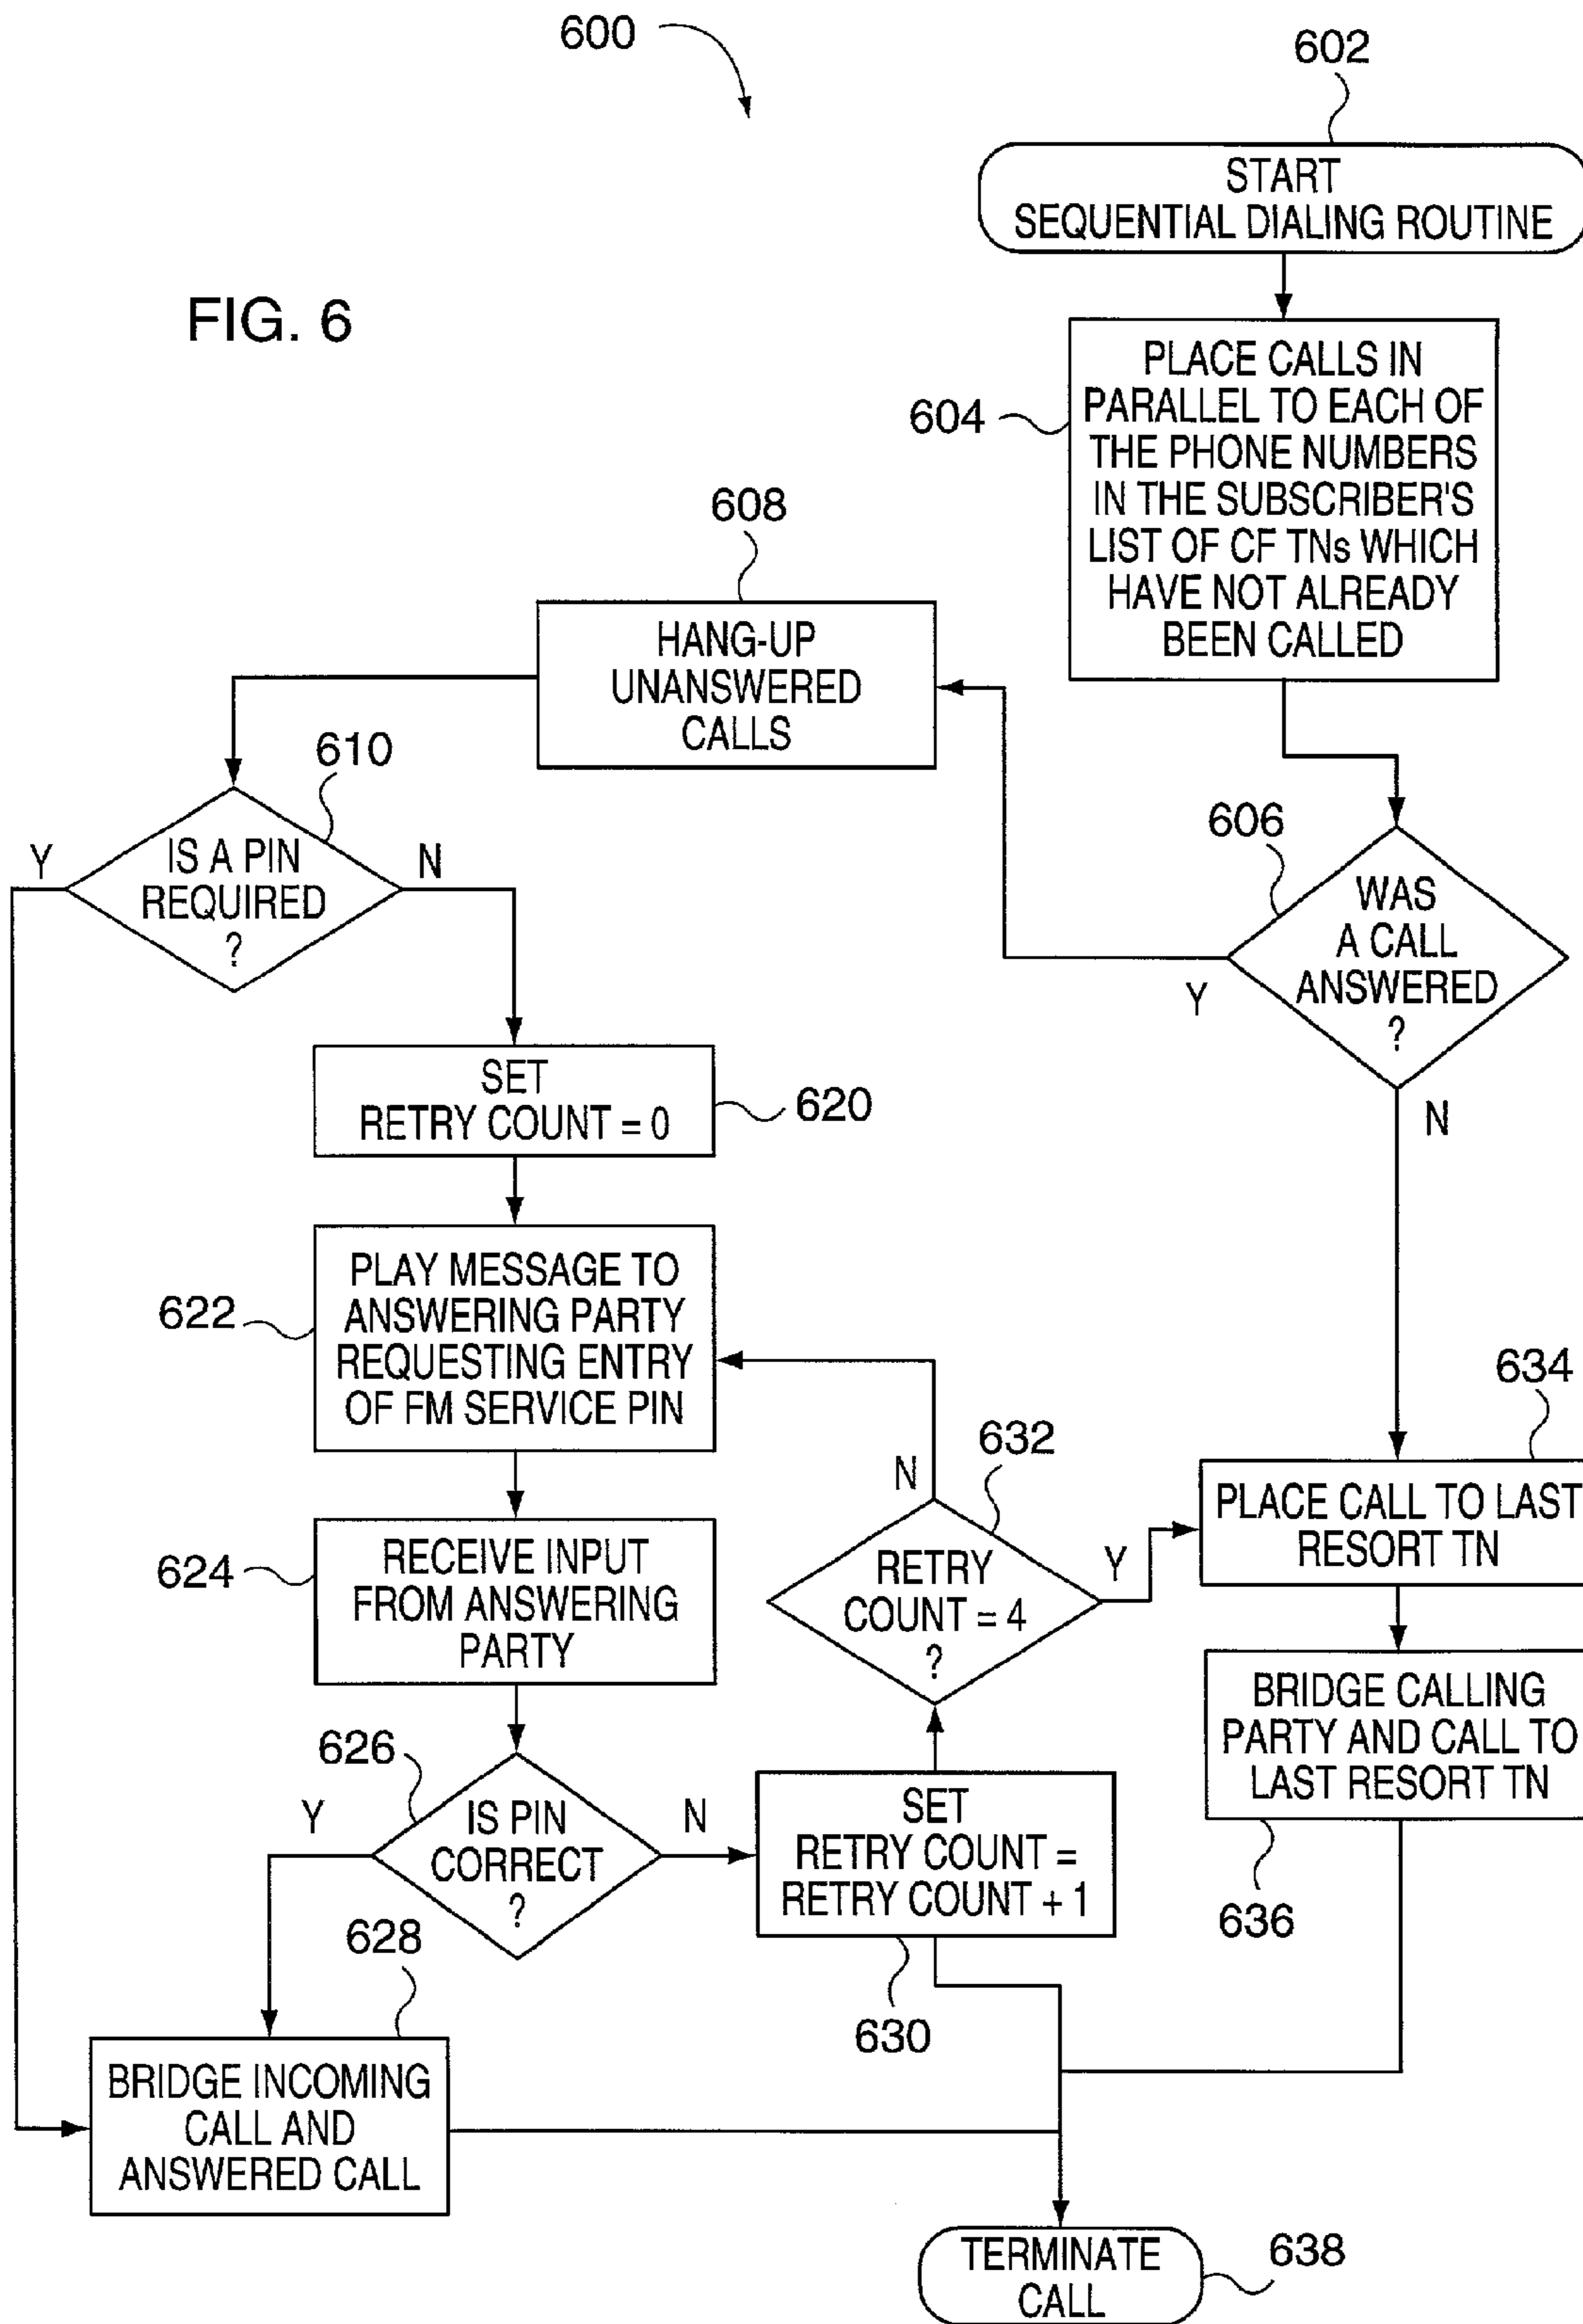 600
602
START
SEQUENTIAL DIALING ROUTINE
FIG. 6
604
PLACE CALLS IN
PARALLEL TO EACH OF
THE PHONE NUMBERS
IN THE SUBSCRIBER'S
LIST OF CF TNs WHICH
HAVE NOT ALREADY
BEEN CALLED
608
HANG-UP
UNANSWERED
CALLS
610
Y
IS A PIN
REQUIRED
?
N
606
WAS
A CALL
ANSWERED
?
Y
N
SET
RETRY COUNT = 0
620
622
PLAY MESSAGE TO
ANSWERING PARTY
REQUESTING ENTRY
OF FM SERVICE PIN
624
RECEIVE INPUT
FROM ANSWERING
PARTY
632
N
RETRY
COUNT = 4
?
Y
634
PLACE CALL TO LAST
RESORT TN
BRIDGE CALLING
PARTY AND CALL TO
LAST RESORT TN
636
626
Y
IS PIN
CORRECT
?
N
SET
RETRY COUNT =
RETRY COUNT + 1
630
628
BRIDGE INCOMING
CALL AND
ANSWERED CALL
TERMINATE
CALL
638